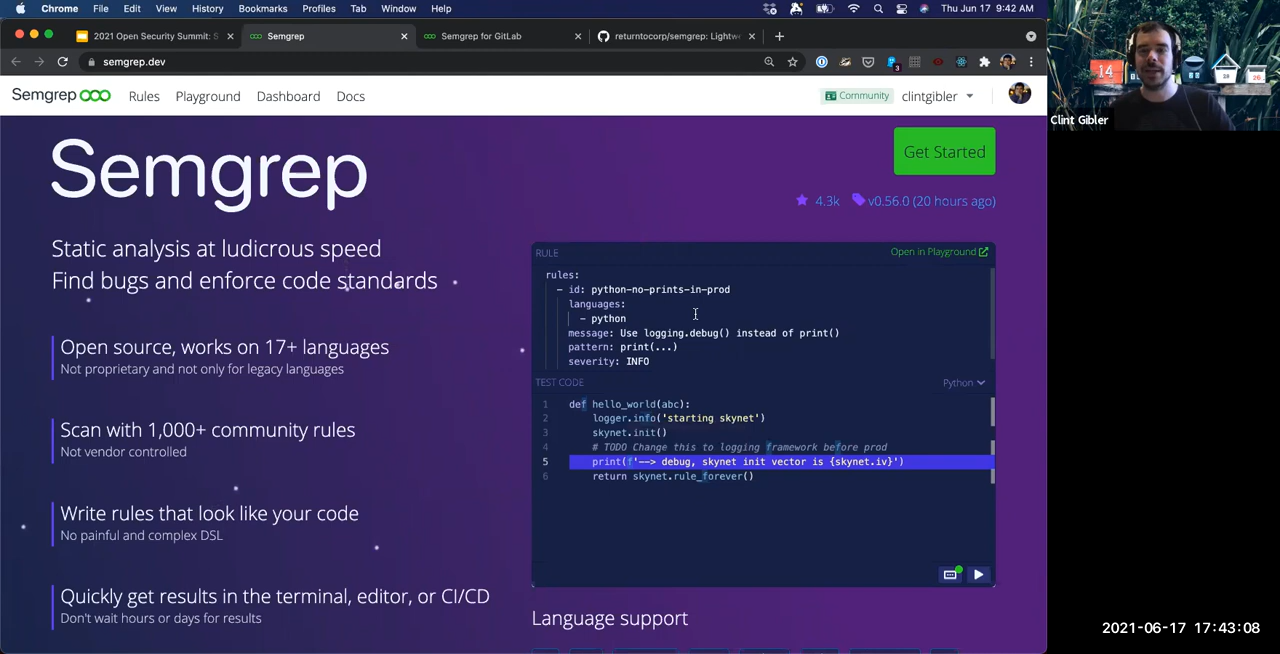 Chrome File Edit View History Bookmarks Profiles Tab Window Help
Thu Jun 17 9:42 AM
2021 Open Security Summit: S
Semgrep
Semgrep for GitLab
returntocorp/semgrep: Lightw
semgrep.dev
3
Semgrep
Rules
Playground
Dashboard
Docs
Community
clintgibler
Semgrep
Get Started
4.3k
v0.56.0 (20 hours ago)
Static analysis at ludicrous speed
Find bugs and enforce code standards
Open source, works on 17+ languages
Not proprietary and not only for legacy languages
Scan with 1,000+ community rules
Not vendor controlled
Write rules that look like your code
No painful and complex DSL
Quickly get results in the terminal, editor, or CI/CD
Don't wait hours or days for results
RULE
Open in Playground
rules:
- id: python-no-prints-in-prod
languages:
- python
message: Use logging.debug() instead of print()
pattern: print(...)
severity: INFO
TEST CODE
Python
1 def hello_world(abc):
2 logger.info('starting skynet')
3 skynet.init()
4 # TODO Change this to logging framework before prod
5 print(f'--> debug, skynet init vector is {skynet.iv}')
6 return skynet.rule_forever()
Language support
14
Clint Gibler
2021-06-17 17:43:08